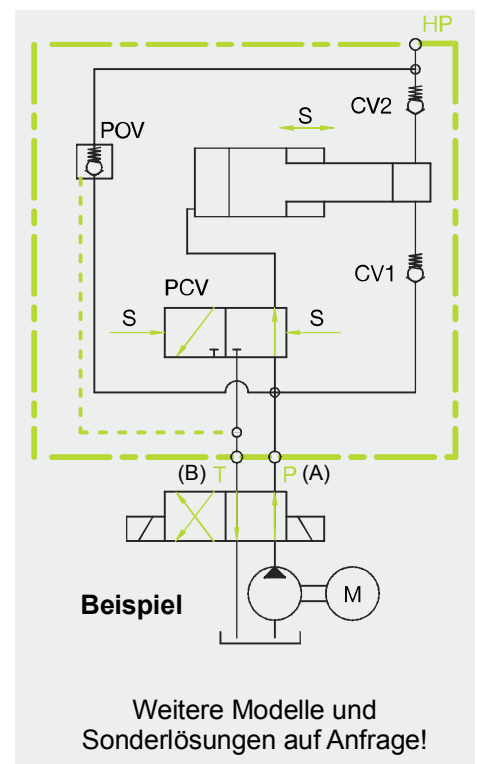 HP
CV2
POV
S
CV1
PCV
S
S
(B) T P (A)
M
Beispiel
Weitere Modelle und
Sonderlösungen auf Anfrage!